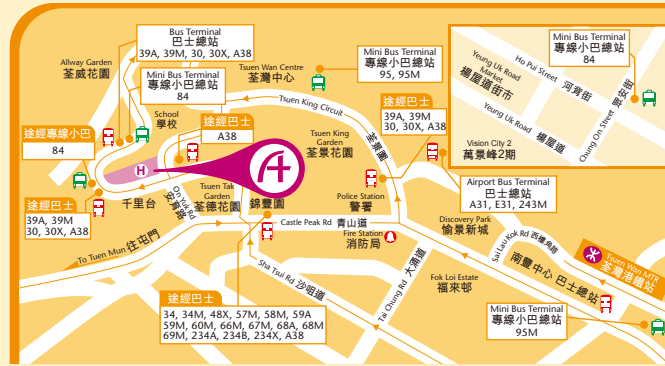 Bus Terminal
巴士總站
39A, 39M, 30, 30X, A38
Allway Garden
荃威花園
Mini Bus Terminal
專線小巴總站
84
Tsuen Wan Centre
荃灣中心
Mini Bus Terminal
專線小巴總站
95, 95M
School
學校
途經專線小巴
84
途經巴士
A38
Tsuen King Circuit
途經巴士
39A, 39M
30, 30X, A38
Tsuen King
Garden
荃景花園
荃景圍
H
千里台
On Yuk Rd
安育路
Tsuen Tak
Garden
荃德花園
錦豐園
途經巴士
39A, 39M
30, 30X, A38
To Tuen Mun 往屯門
Castle Peak Rd 青山道
Police Station
警署
Fire Station
消防局
Sha Tsui Rd 沙咀道
Tai Chung Rd 大涌道
Fok Loi Estate
福來邨
途經巴士
34, 34M, 48X, 57M, 58M, 59A
59M, 60M, 66M, 67M, 68A, 68M
69M, 234A, 234B, 234X, A38
Mini Bus Terminal
專線小巴總站
84
Yeung Uk Road
Market
楊屋道街市
Ho Pui Street 河背街
Yeung Uk Road 楊屋道
Chung On Street 眾安街
Vision City 2
萬景峰2期
Airport Bus Terminal
巴士總站
A31, E31, 243M
Discovery Park
愉景新城
Sai Lau Kok Rd 西樓角路
Tsuen Wan MTR
荃灣港鐵站
南豐中心 巴士總站
Mini Bus Terminal
專線小巴總站
95M